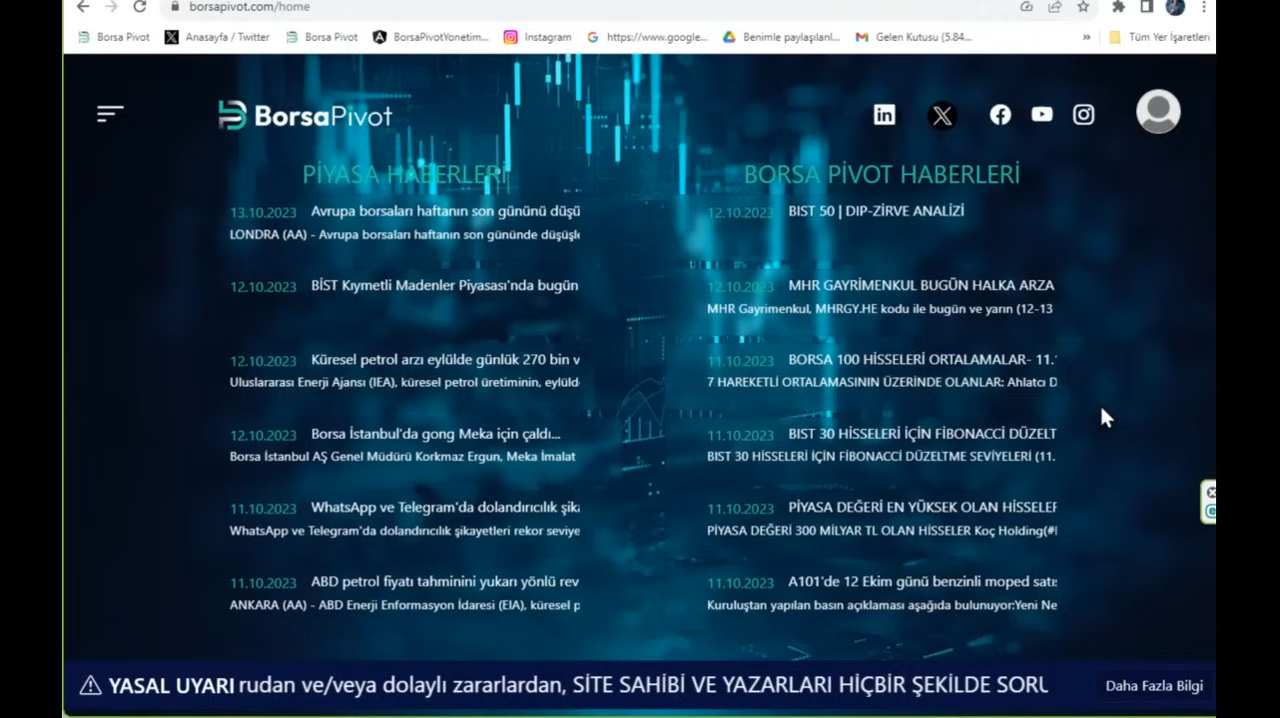 borsapivot.com/home
Borsa Pivot
Anasayfa / Twitter
Borsa Pivot
BorsaPivotYonetim...
Instagram
https://www.google...
Benimle paylaşılanl...
Gelen Kutusu (5.84...
»
Tüm Yer İşaretleri
BorsaPivot
PİYASA HABERLERİ
13.10.2023 Avrupa borsaları haftanın son gününü düşü
LONDRA (AA) - Avrupa borsaları haftanın son gününde düşüşle
12.10.2023 BİST Kıymetli Madenler Piyasası'nda bugün
12.10.2023 Küresel petrol arzı eylülde günlük 270 bin v
Uluslararası Enerji Ajansı (IEA), küresel petrol üretiminin, eylüld
12.10.2023 Borsa İstanbul'da gong Meka için çaldı...
Borsa İstanbul AŞ Genel Müdürü Korkmaz Ergun, Meka İmalat
11.10.2023 WhatsApp ve Telegram'da dolandırıcılık şika
WhatsApp ve Telegram'da dolandırıcılık şikayetleri rekor seviye
11.10.2023 ABD petrol fiyatı tahminini yukarı yönlü rev
ANKARA (AA) - ABD Enerji Enformasyon İdaresi (EIA), küresel p
BORSA PİVOT HABERLERİ
12.10.2023 BIST 50 | DIP-ZİRVE ANALİZİ
12.10.2023 MHR GAYRİMENKUL BUGÜN HALKA ARZA
MHR Gayrimenkul, MHRGY.HE kodu ile bugün ve yarın (12-13
11.10.2023 BORSA 100 HİSSELERİ ORTALAMALAR- 11.1
7 HAREKETLİ ORTALAMASININ ÜZERİNDE OLANLAR: Ahlatcı D
11.10.2023 BIST 30 HİSSELERİ İÇİN FİBONACCİ DÜZELT
BIST 30 HİSSELERİ İÇİN FİBONACCİ DÜZELTME SEVİYELERİ (11.
11.10.2023 PİYASA DEĞERİ EN YÜKSEK OLAN HİSSELER
PİYASA DEĞERİ 300 MİLYAR TL OLAN HİSSELER Koç Holding(#
11.10.2023 A101'de 12 Ekim günü benzinli moped satış
Kuruluştan yapılan basın açıklaması aşağıda bulunuyor:Yeni Ne
YASAL UYARI rudan ve/veya dolaylı zararlardan, SİTE SAHİBİ VE YAZARLARI HİÇBİR ŞEKİLDE SORU
Daha Fazla Bilgi